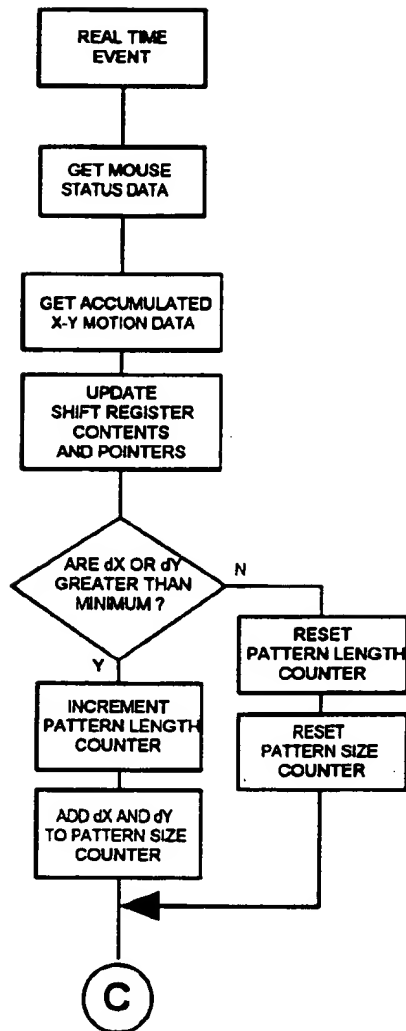 REAL TIME
EVENT
GET MOUSE
STATUS DATA
GET ACCUMULATED
X-Y MOTION DATA
UPDATE
SHIFT REGISTER
CONTENTS
AND POINTERS
ARE dX OR dY
GREATER THAN
MINIMUM ?
N
Y
RESET
PATTERN LENGTH
COUNTER
INCREMENT
PATTERN LENGTH
COUNTER
RESET
PATTERN SIZE
COUNTER
ADD dX AND dY
TO PATTERN SIZE
COUNTER
C